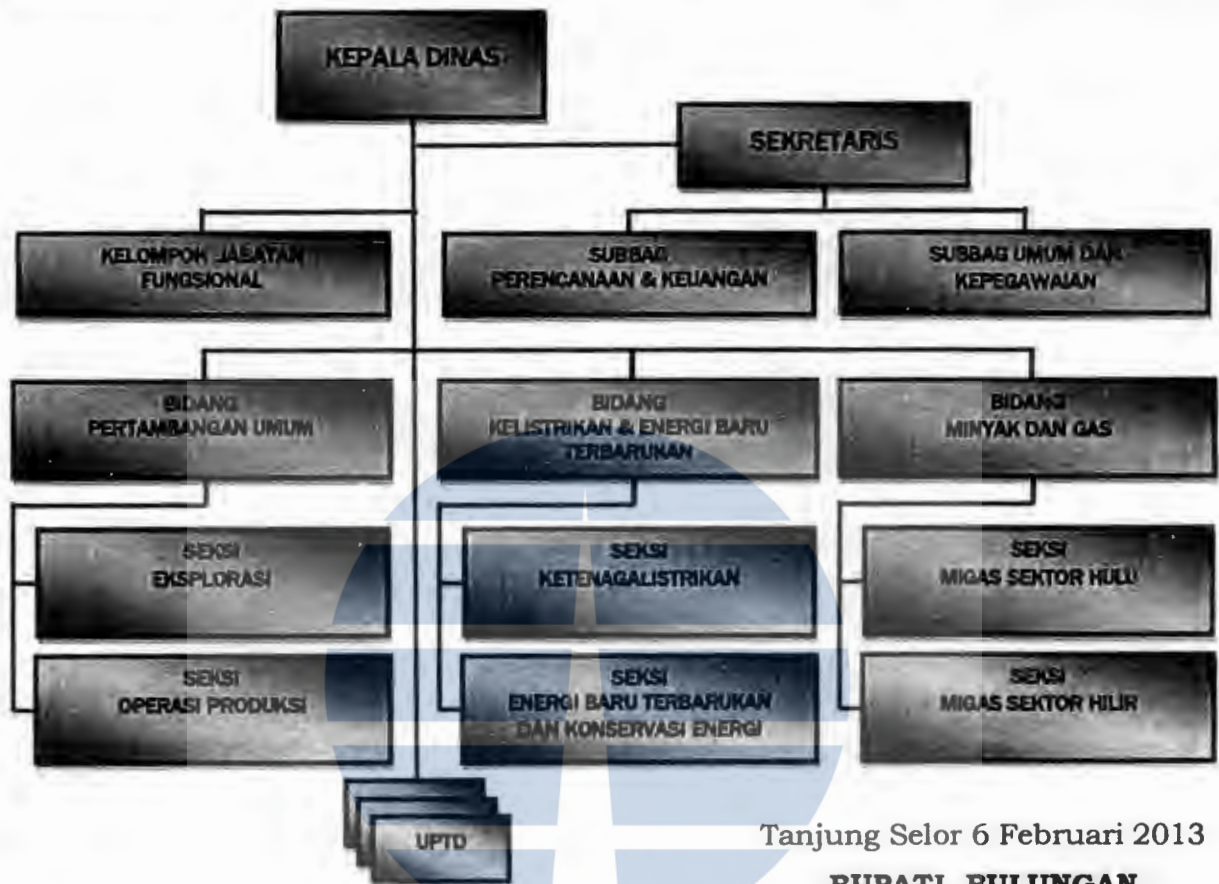 KEPALA DINAS
SEKRETARIS
KELOMPOK JABATAN
FUNGSIONAL
SUBBAG
PERENCANAAN & KEUANGAN
SUBBAG UMUM DAN
KEPEGAWAIAN
BIDANG
PERTAMBANGAN UMUM
BIDANG
KELISTRIKAN & ENERGI BARU
TERBARUKAN
BIDANG
MINYAK DAN GAS
SEKSI
EKSPLORASI
SEKSI
KETENAGALISTRIKAN
SEKSI
MIGAS SEKTOR HULU
SEKSI
OPERASI PRODUKSI
SEKSI
ENERGI BARU TERBARUKAN
DAN KONSERVASI ENERGI
SEKSI
MIGAS SEKTOR HILIR
UPTD
Tanjung Selor 6 Februari 2013
BUPATI BULUNGAN